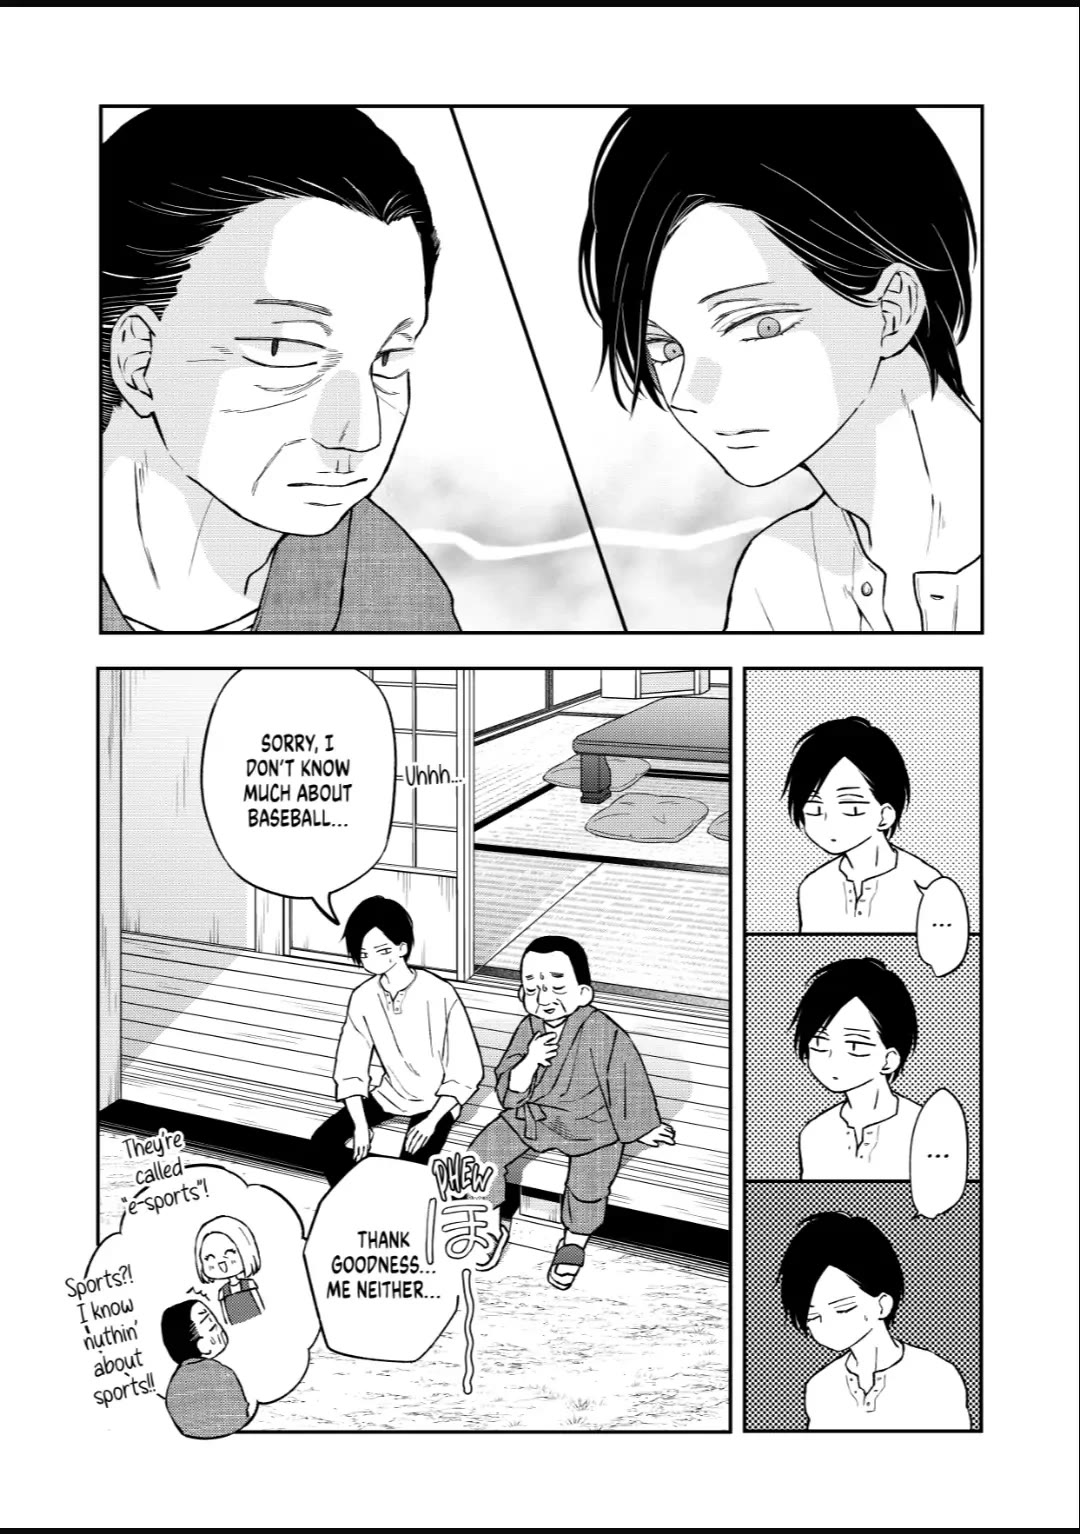 ...
...
Uhhh...
SORRY, I
DON'T KNOW
MUCH ABOUT
BASEBALL...
PHEW
ほ
THANK
GOODNESS...
ME NEITHER...
They're
called
"e-sports"!
Sports?!
I know
nuthin'
about
sports!!